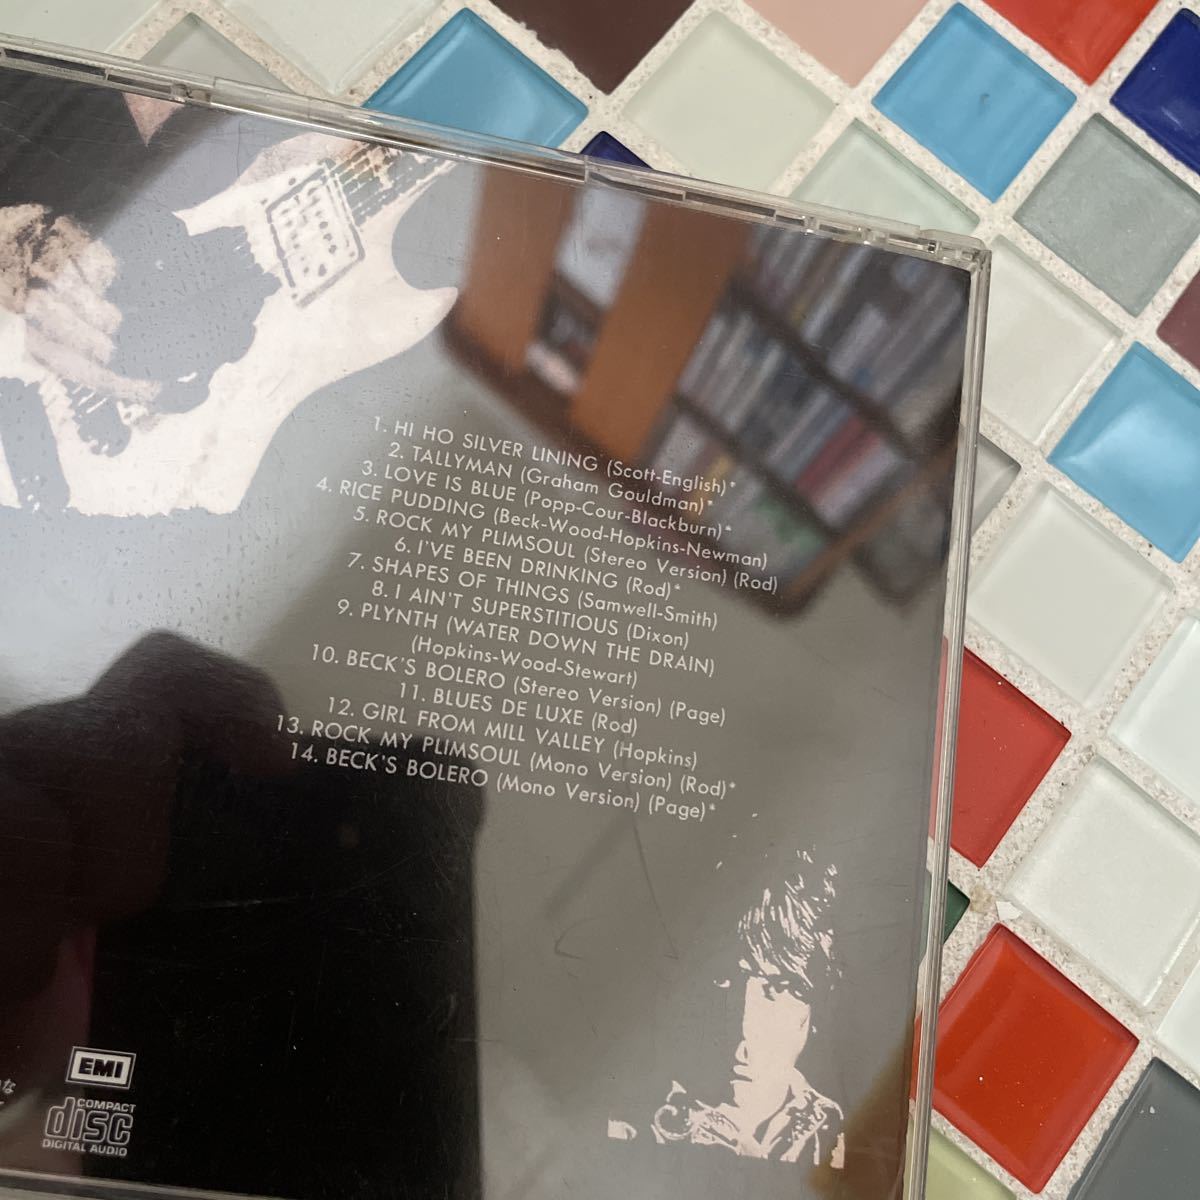 1. HI HO SILVER LINING (Scott-English)*
2. TALLYMAN (Graham Gouldman)*
3. LOVE IS BLUE (Popp-Cour-Blackburn)*
4. RICE PUDDING (Beck-Wood-Hopkins-Newman)
5. ROCK MY PLIMSOUL (Stereo Version) (Rod)
6. I'VE BEEN DRINKING (Rod)*
7. SHAPES OF THINGS (Samwell-Smith)
8. I AIN'T SUPERSTITIOUS (Dixon)
9. PLYNTH (WATER DOWN THE DRAIN)
(Hopkins-Wood-Stewart)
10. BECK'S BOLERO (Stereo Version) (Page)
11. BLUES DE LUXE (Rod)
12. GIRL FROM MILL VALLEY (Hopkins)
13. ROCK MY PLIMSOUL (Mono Version) (Rod)*
14. BECK'S BOLERO (Mono Version) (Page)*
EMI
COMPACT
disc
DIGITAL AUDIO